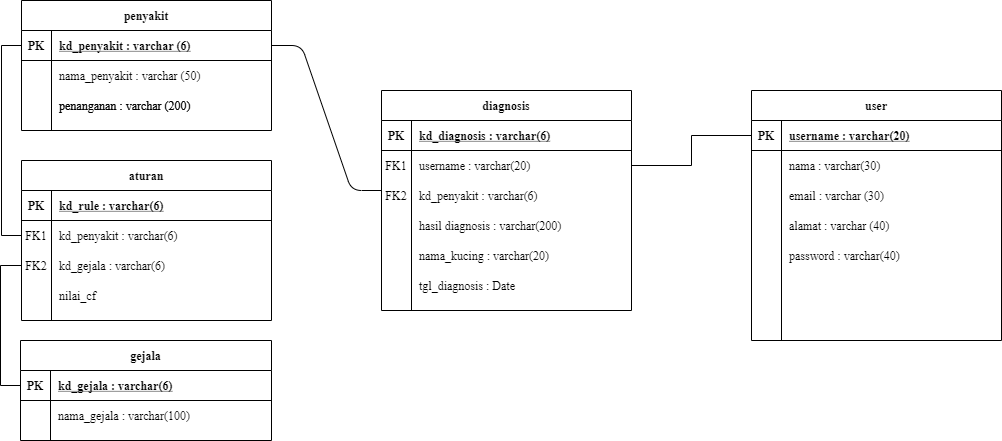 penyakit
PK kd_penyakit : varchar (6)
nama_penyakit : varchar (50)
penanganan : varchar (200)
aturan
PK kd_rule : varchar(6)
FK1 kd_penyakit : varchar(6)
FK2 kd_gejala : varchar(6)
nilai_cf
gejala
PK kd_gejala : varchar(6)
nama_gejala : varchar(100)
diagnosis
PK kd_diagnosis : varchar(6)
FK1 username : varchar(20)
FK2 kd_penyakit : varchar(6)
hasil diagnosis : varchar(200)
nama_kucing : varchar(20)
tgl_diagnosis : Date
user
PK username : varchar(20)
nama : varchar(30)
email : varchar (30)
alamat : varchar (40)
password : varchar(40)